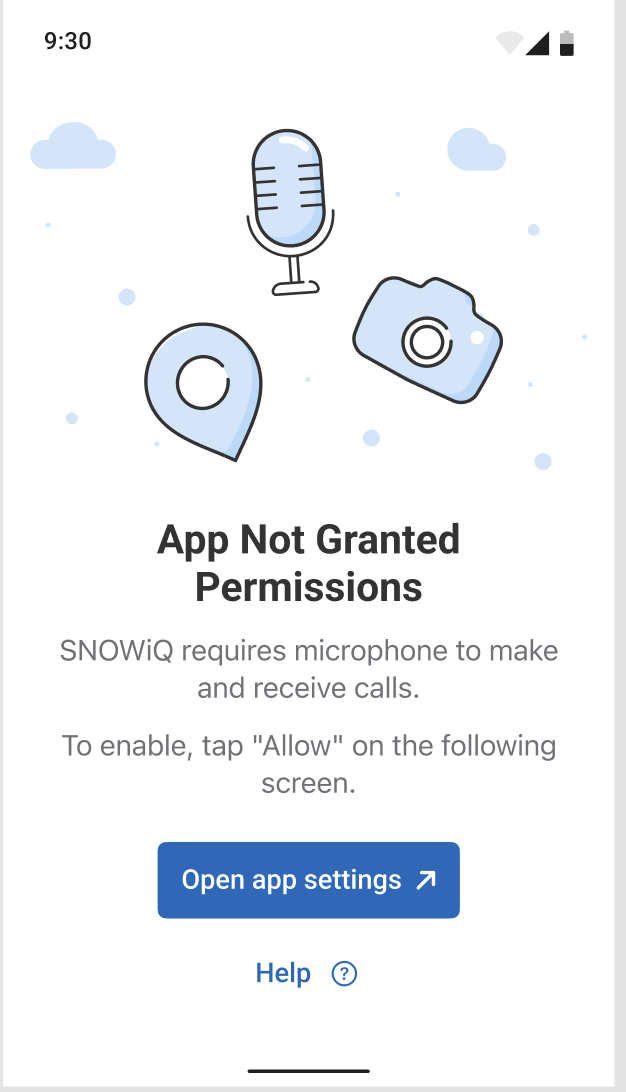 9:30
App Not Granted
Permissions
SNOWiQ requires microphone to make
and receive calls.
To enable, tap "Allow" on the following
screen.
Open app settings
Help ?